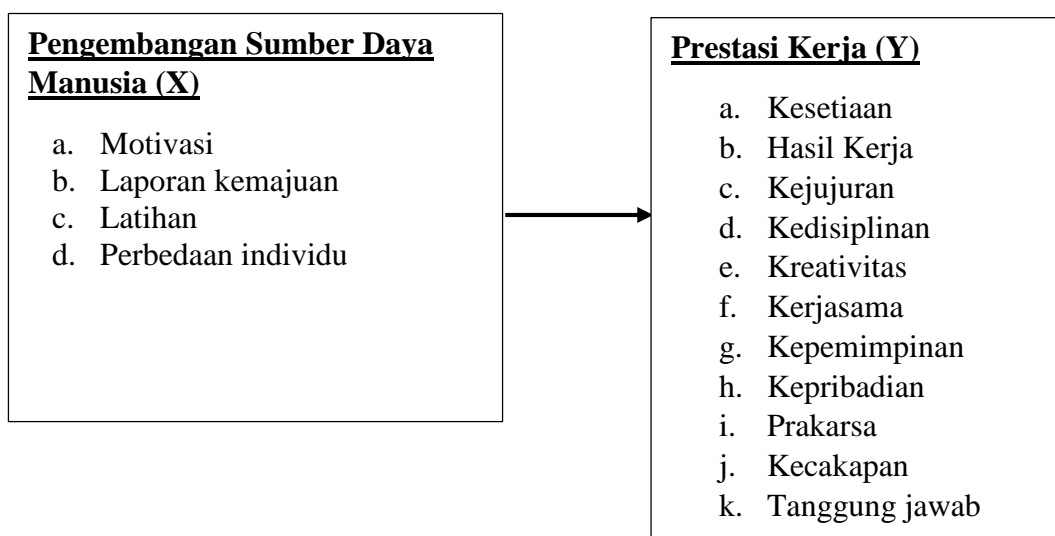 Pengembangan Sumber Daya
Manusia (X)
a. Motivasi
b. Laporan kemajuan
c. Latihan
d. Perbedaan individu
Prestasi Kerja (Y)
a. Kesetiaan
b. Hasil Kerja
c. Kejujuran
d. Kedisiplinan
e. Kreativitas
f. Kerjasama
g. Kepemimpinan
h. Kepribadian
i. Prakarsa
j. Kecakapan
k. Tanggung jawab